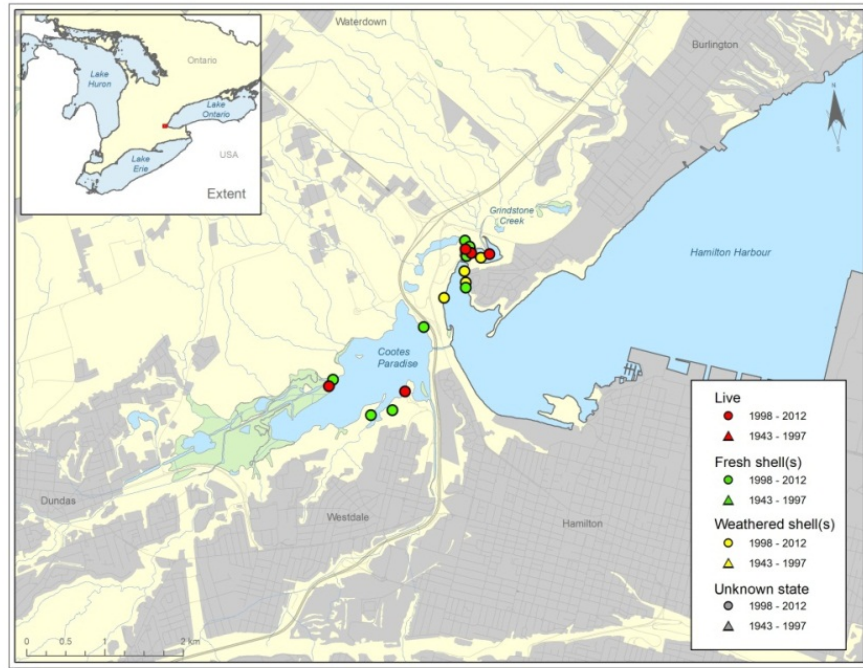 Waterdown
Burlington
Ontario
Lake
Huron
Lake
Ontario
USA
Lake
Erie
Extent
N
S
Grindstone
Creek
Hamilton Harbour
Cootes
Paradise
Dundas
Westdale
Hamilton
Live
1998 - 2012
1943 - 1997
Fresh shell(s)
1998 - 2012
1943 - 1997
Weathered shell(s)
1998 - 2012
1943 - 1997
Unknown state
1998 - 2012
1943 - 1997
0 0.5 1 2 km